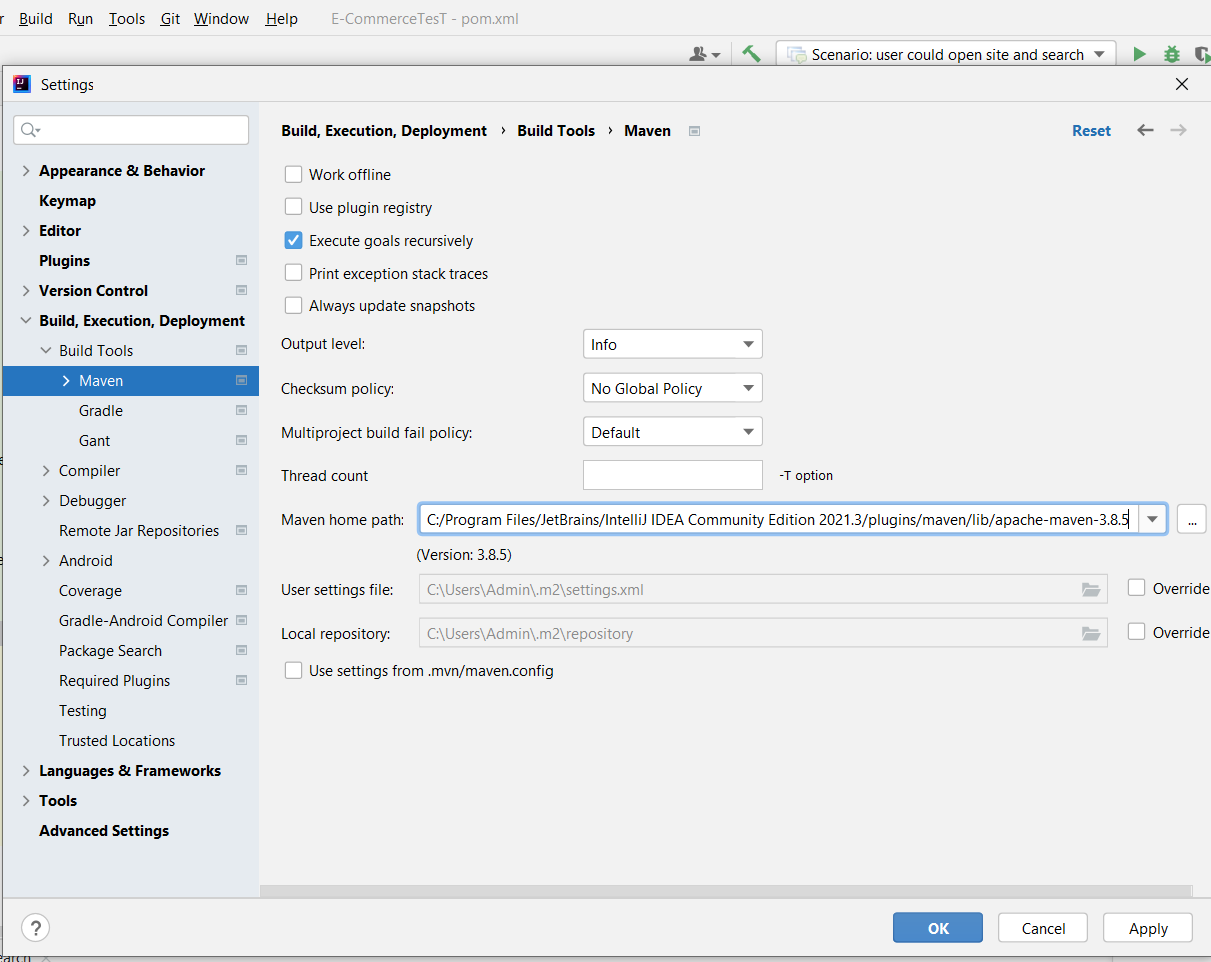 r Build Run Tools Git Window Help E-CommerceTesT - pom.xml
Scenario: user could open site and search
IJ Settings
Build, Execution, Deployment › Build Tools › Maven Reset
Work offline
Use plugin registry
Execute goals recursively
Print exception stack traces
Always update snapshots
Output level: Info
Checksum policy: No Global Policy
Multiproject build fail policy: Default
Thread count -T option
Maven home path: C:/Program Files/JetBrains/IntelliJ IDEA Community Edition 2021.3/plugins/maven/lib/apache-maven-3.8.5 ...
(Version: 3.8.5)
User settings file: C:\Users\Admin\.m2\settings.xml Override
Local repository: C:\Users\Admin\.m2\repository Override
Use settings from .mvn/maven.config
Appearance & Behavior
Keymap
Editor
Plugins
Version Control
Build, Execution, Deployment
Build Tools
Maven
Gradle
Gant
Compiler
Debugger
Remote Jar Repositories
Android
Coverage
Gradle-Android Compiler
Package Search
Required Plugins
Testing
Trusted Locations
Languages & Frameworks
Tools
Advanced Settings
? OK Cancel Apply